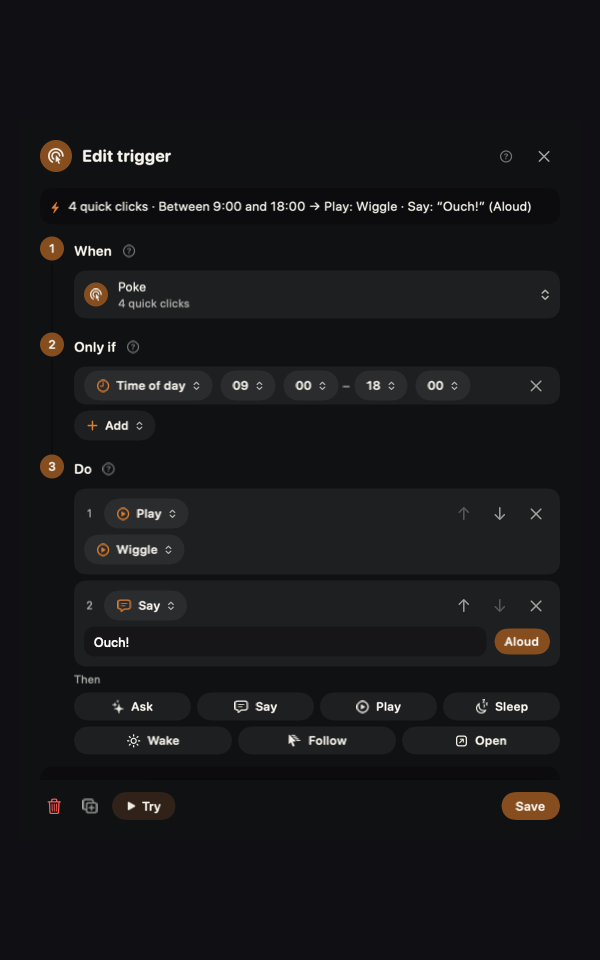 Edit trigger
4 quick clicks · Between 9:00 and 18:00 → Play: Wiggle · Say: “Ouch!” (Aloud)
1 When
Poke
4 quick clicks
2 Only if
Time of day 09 00 – 18 00
+ Add
3 Do
1 Play
Wiggle
2 Say
Ouch! Aloud
Then
Ask Say Play Sleep
Wake Follow Open
Try Save